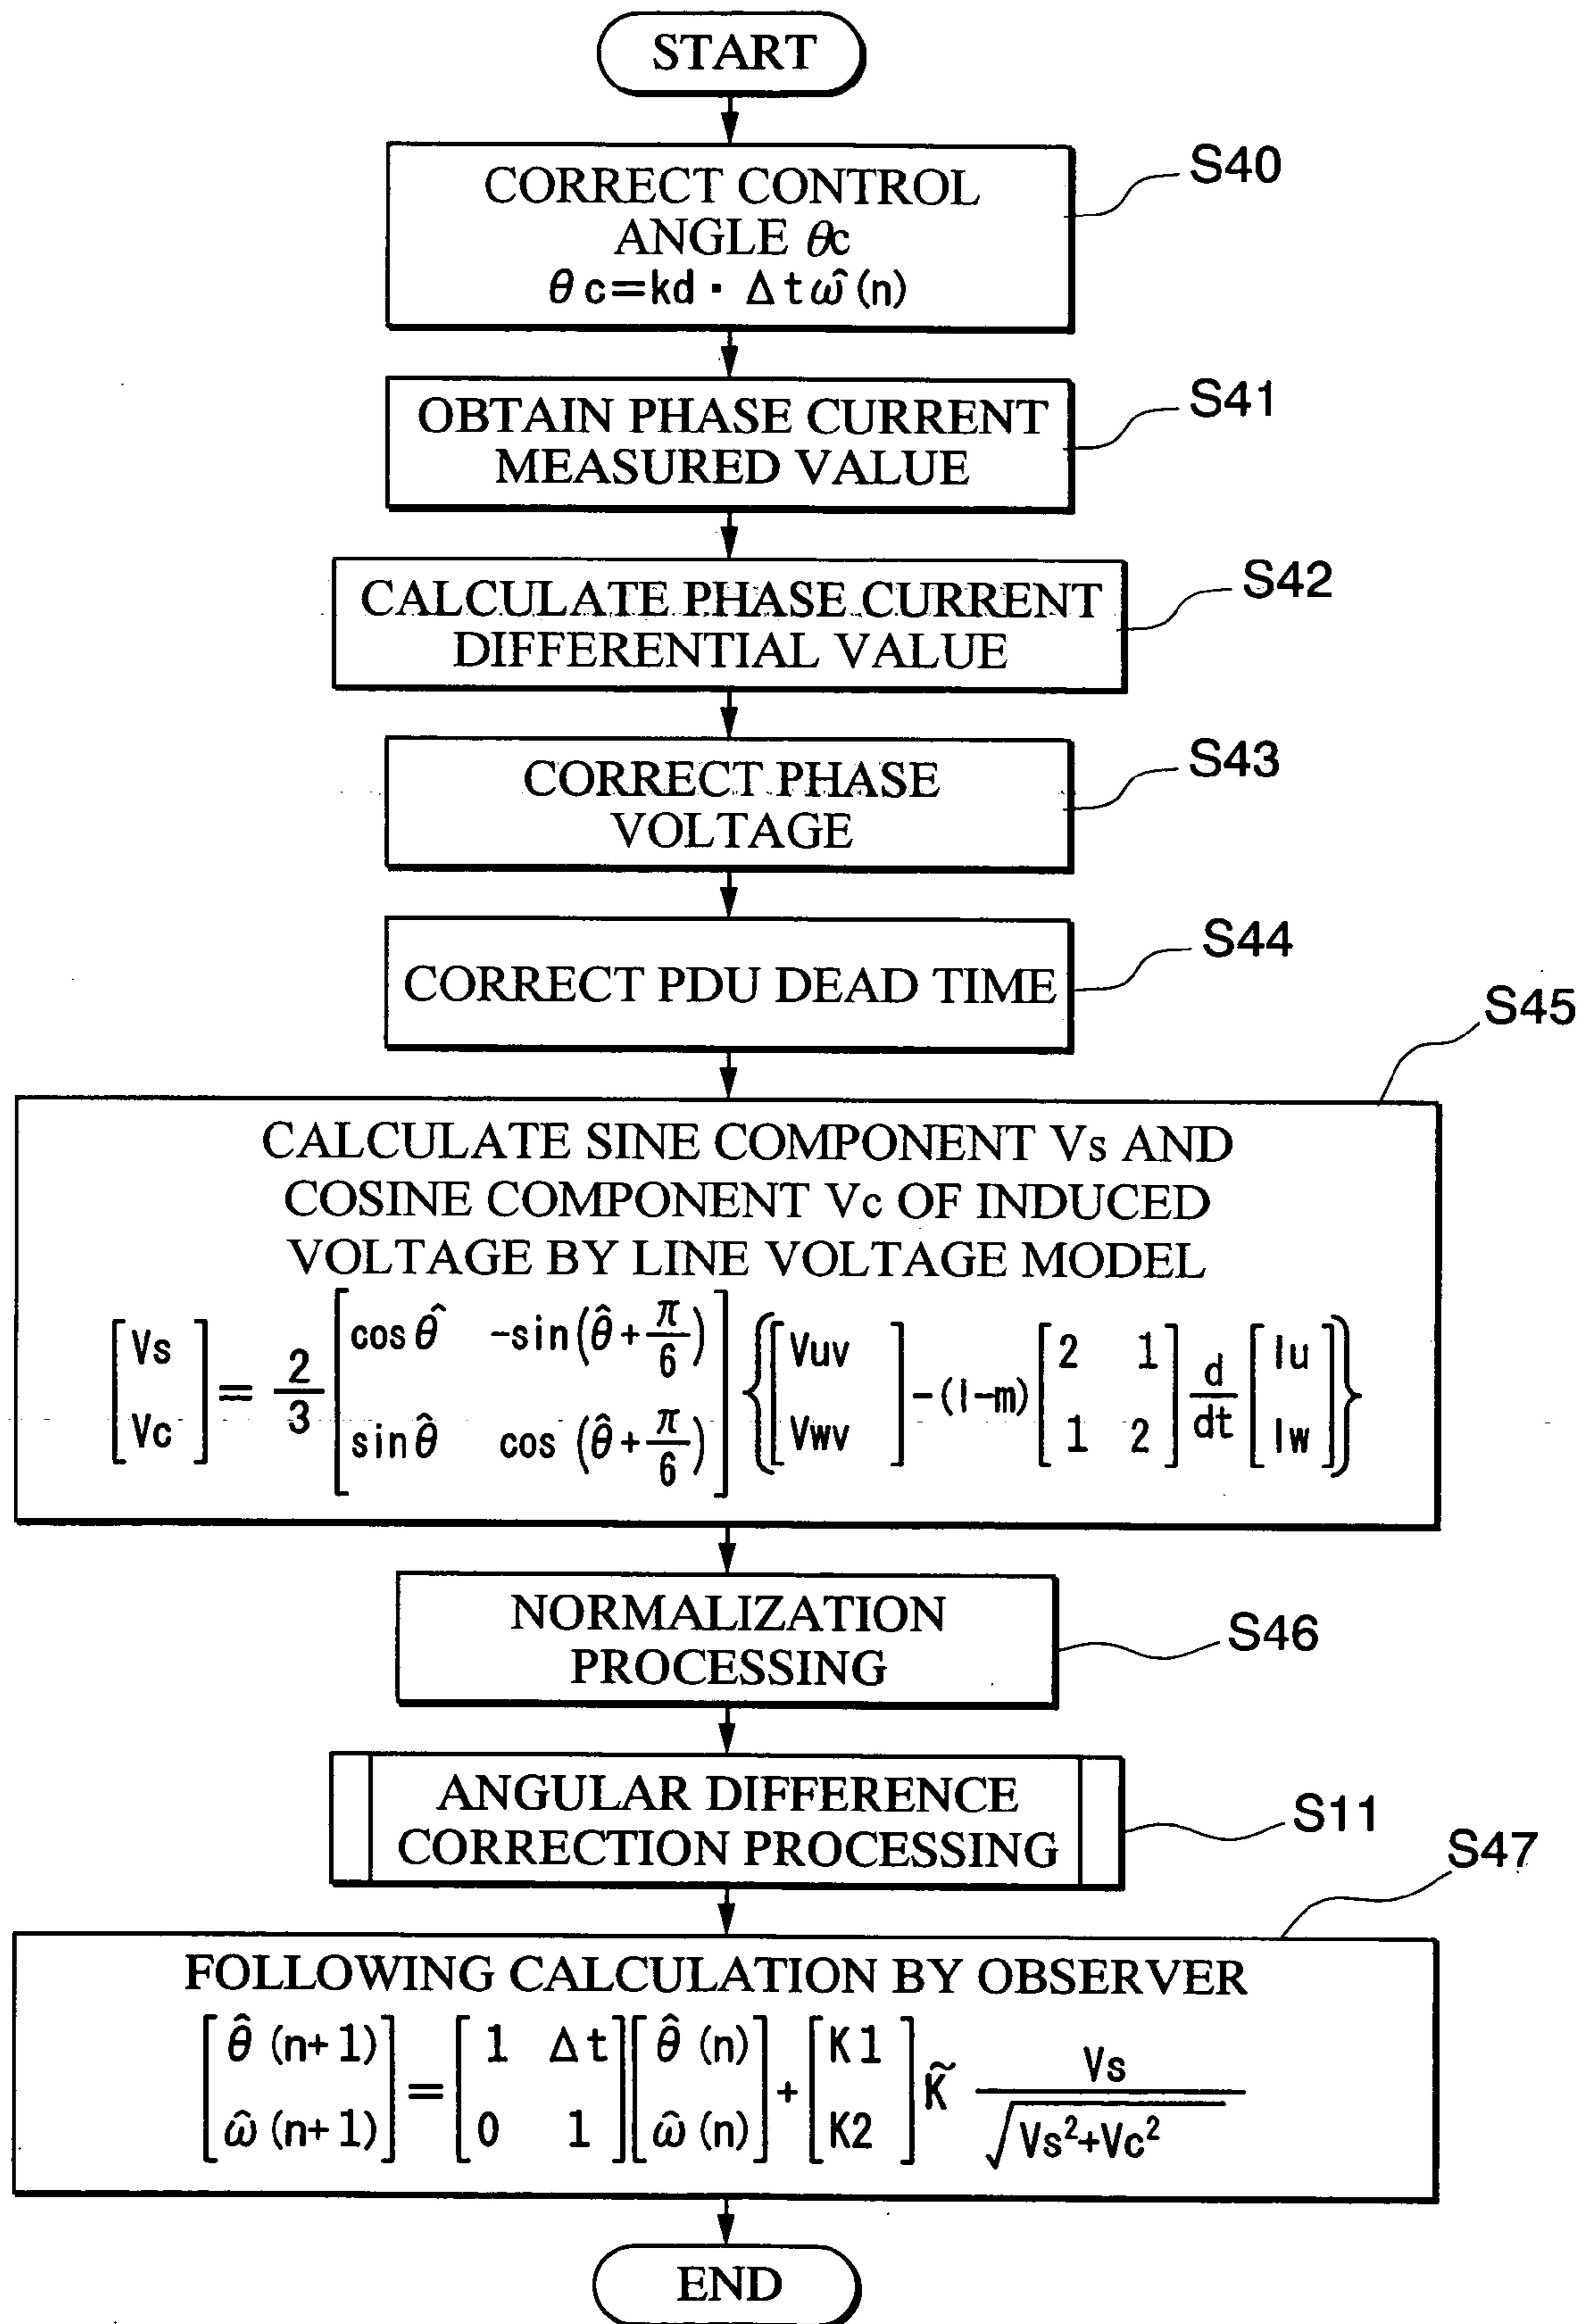 START
CORRECT CONTROL
ANGLE θc
θc=kd・Δtω̂(n)
S40
OBTAIN PHASE CURRENT
MEASURED VALUE
S41
CALCULATE PHASE CURRENT
DIFFERENTIAL VALUE
S42
CORRECT PHASE
VOLTAGE
S43
CORRECT PDU DEAD TIME
S44
S45
CALCULATE SINE COMPONENT Vs AND
COSINE COMPONENT Vc OF INDUCED
VOLTAGE BY LINE VOLTAGE MODEL
[Vs Vc] = 2/3 [cosθ̂ -sin(θ̂+π/6) sinθ̂ cos(θ̂+π/6)] {[Vuv Vwv] -(l-m)[2 1 1 2] d/dt [Iu Iw]}
NORMALIZATION
PROCESSING
S46
ANGULAR DIFFERENCE
CORRECTION PROCESSING
S11
S47
FOLLOWING CALCULATION BY OBSERVER
[θ̂(n+1) ω̂(n+1)] = [1 Δt 0 1][θ̂(n) ω̂(n)] + [K1 K2] K̃ Vs/√Vs²+Vc²
END